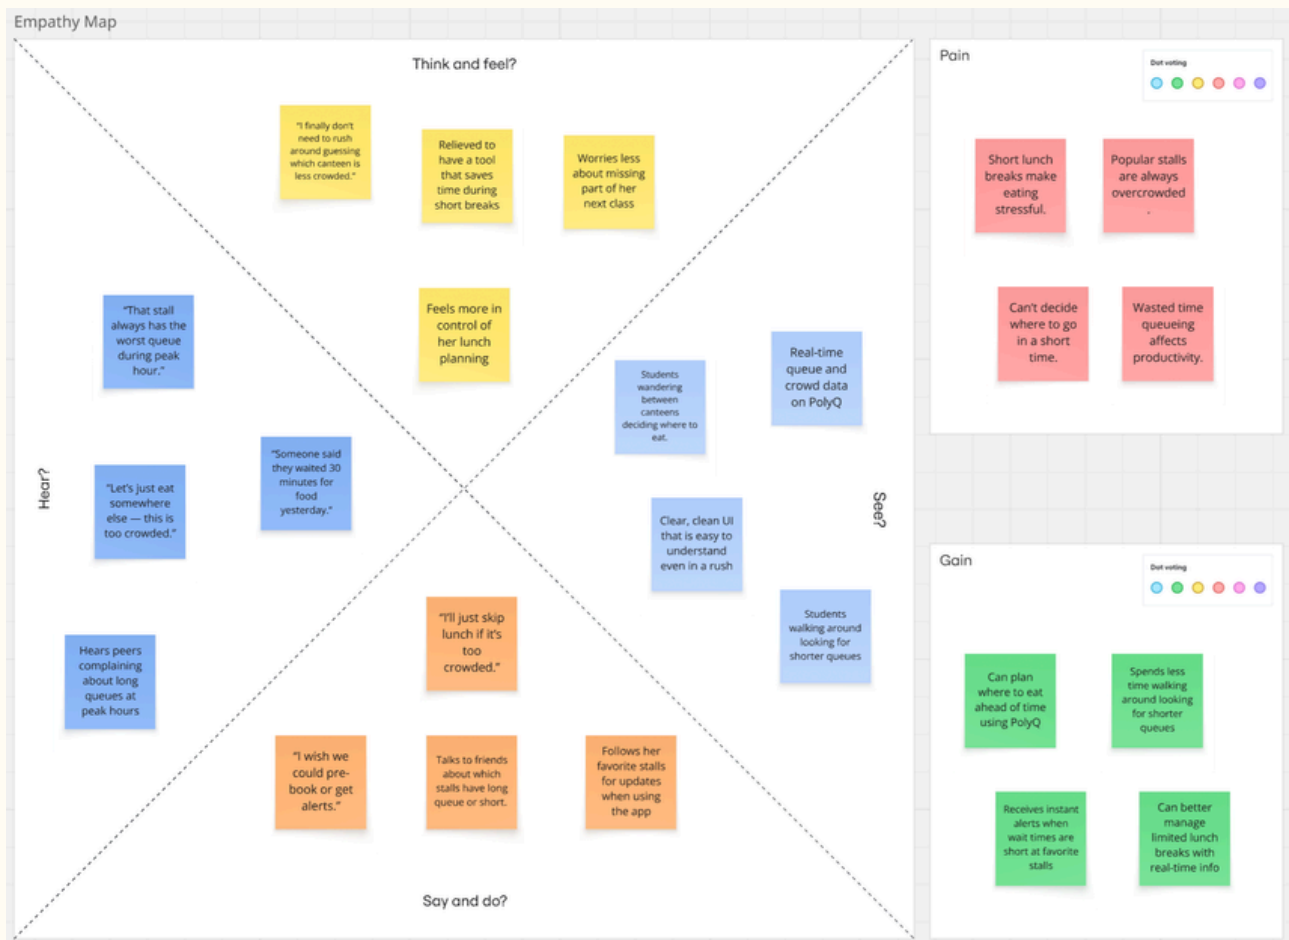 Empathy Map
Think and feel?
“I finally don't
need to rush
around guessing
which canteen is
less crowded.”
Relieved to
have a tool
that saves
time during
short breaks
Worries less
about missing
part of her
next class
Feels more in
control of
her lunch
planning
Hear?
“That stall
always has the
worst queue
during peak
hour.”
“Someone said
they waited 30
minutes for
food
yesterday.”
“Let’s just eat
somewhere
else — this is
too crowded.”
Hears peers
complaining
about long
queues at
peak hours
See?
Students
wandering
between
canteens
deciding where to
eat.
Real-time
queue and
crowd data
on PolyQ
Clear, clean UI
that is easy to
understand
even in a rush
Students
walking around
looking for
shorter queues
“I’ll just skip
lunch if it’s
too
crowded.”
“I wish we
could pre-
book or get
alerts.”
Talks to friends
about which
stalls have long
queue or short.
Follows her
favorite stalls
for updates
when using
the app
Say and do?
Pain
Dot voting
Short lunch
breaks make
eating
stressful.
Popular stalls
are always
overcrowded
.
Can’t decide
where to go
in a short
time.
Wasted time
queueing
affects
productivity.
Gain
Dot voting
Can plan
where to eat
ahead of time
using PolyQ
Spends less
time walking
around looking
for shorter
queues
Receives instant
alerts when
wait times are
short at favorite
stalls
Can better
manage
limited lunch
breaks with
real-time info